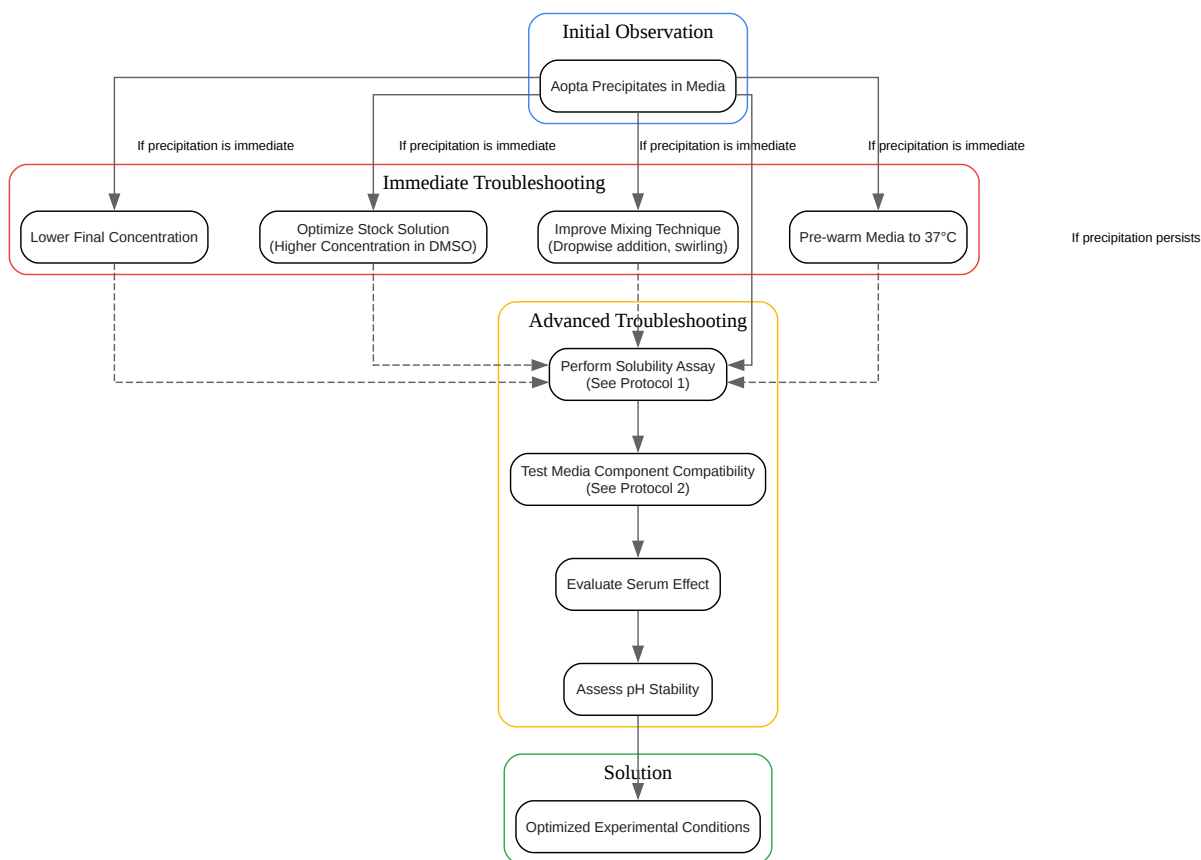 Initial Observation
Aopta Precipitates in Media
If precipitation is immediate
If precipitation is immediate
If precipitation is immediate
If precipitation is immediate
Immediate Troubleshooting
Lower Final Concentration
Optimize Stock Solution
(Higher Concentration in DMSO)
Improve Mixing Technique
(Dropwise addition, swirling)
Pre-warm Media to 37°C
If precipitation persists
Advanced Troubleshooting
Perform Solubility Assay
(See Protocol 1)
Test Media Component Compatibility
(See Protocol 2)
Evaluate Serum Effect
Assess pH Stability
Solution
Optimized Experimental Conditions